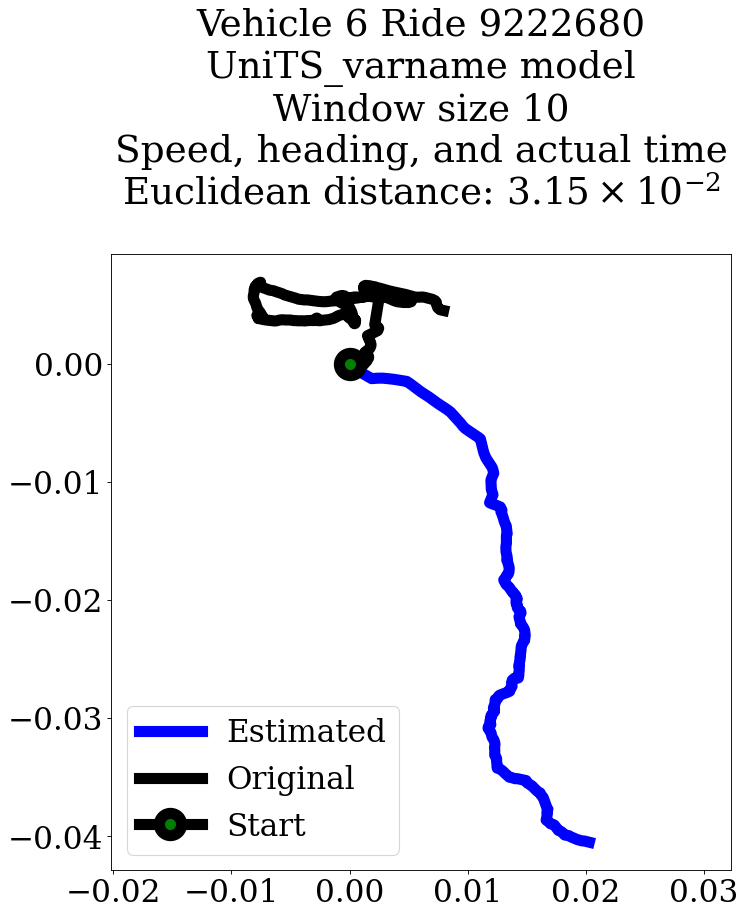 Vehicle 6 Ride 9222680
UniTS_varname model
Window size 10
Speed, heading, and actual time
Euclidean distance: 3.15 × 10⁻²
0.00
−0.01
−0.02
−0.03
−0.04
Estimated
Original
Start
−0.02 −0.01 0.00 0.01 0.02 0.03